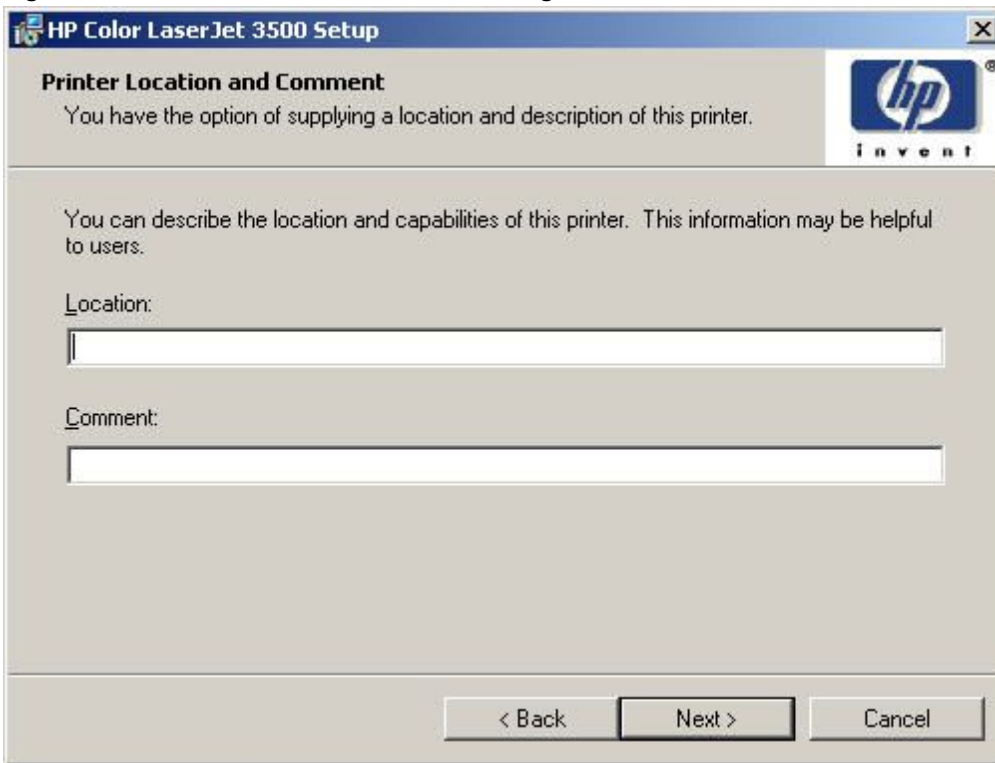 HP Color LaserJet 3500 Setup
Printer Location and Comment
You have the option of supplying a location and description of this printer.
hp
®
invent
You can describe the location and capabilities of this printer.  This information may be helpful
to users.
Location:
Comment:
< Back
Next >
Cancel